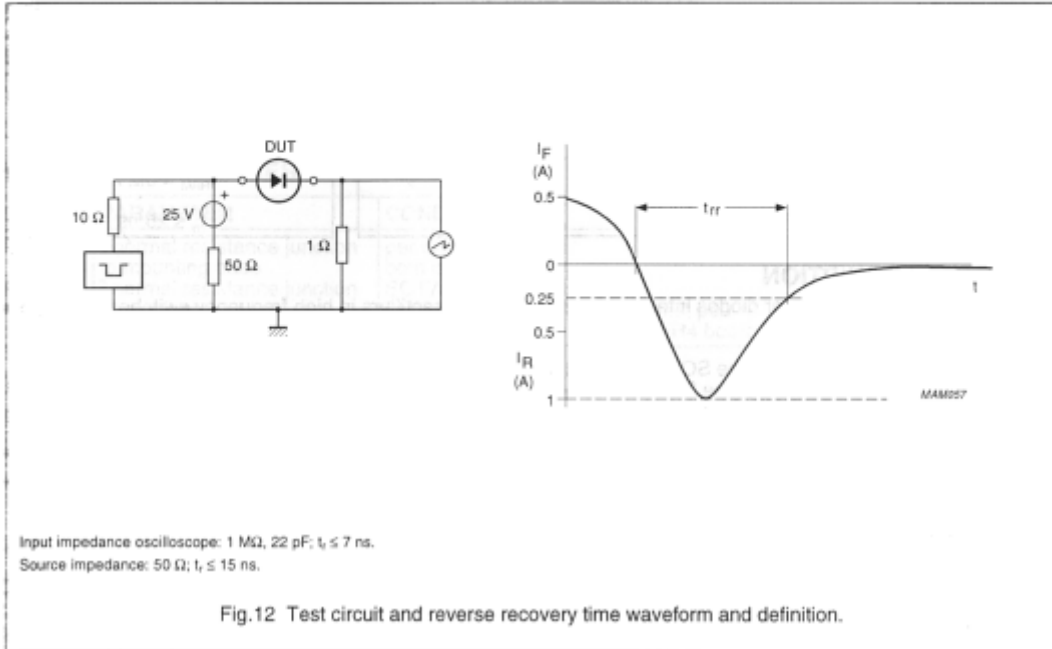 DUT
10 Ω
+
25 V
50 Ω
1 Ω
I_F
(A)
0.5
t_rr
0
t
0.25
0.5
I_R
(A)
1
MAM057
Input impedance oscilloscope: 1 MΩ, 22 pF; t_r ≤ 7 ns.
Source impedance: 50 Ω; t_r ≤ 15 ns.
Fig.12 Test circuit and reverse recovery time waveform and definition.